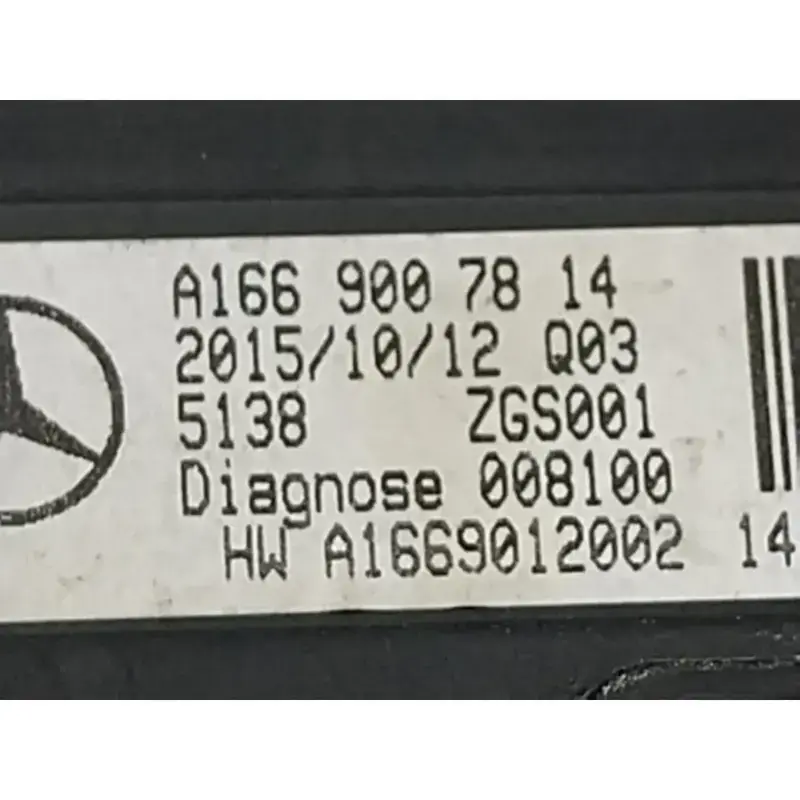 A166 900 78 14
2015/10/12 Q03
5138 ZGS001
Diagnose 008100
HW A1669012002 14